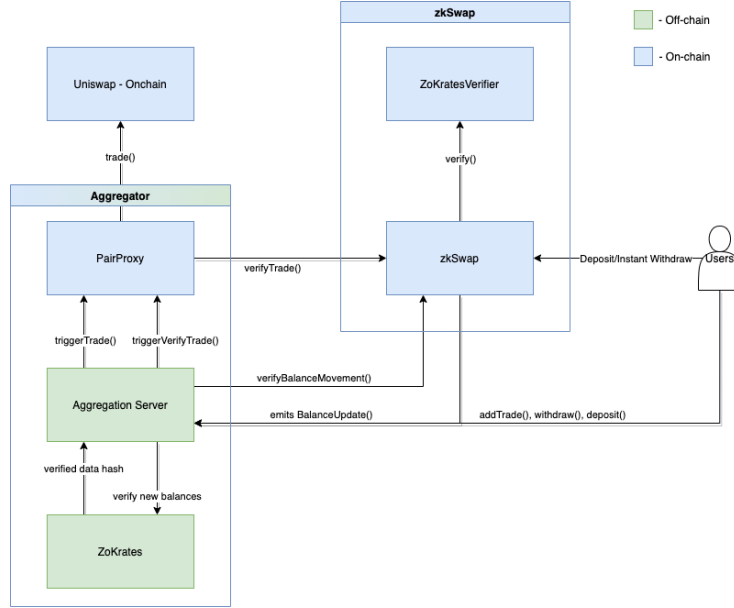 zkSwap
- Off-chain
- On-chain
Uniswap - Onchain
ZoKratesVerifier
trade()
verify()
Aggregator
PairProxy
zkSwap
verifyTrade()
Deposit/Instant Withdraw
Users
triggerTrade()
triggerVerifyTrade()
verifyBalanceMovement()
Aggregation Server
emits BalanceUpdate()
addTrade(), withdraw(), deposit()
verified data hash
verify new balances
ZoKrates